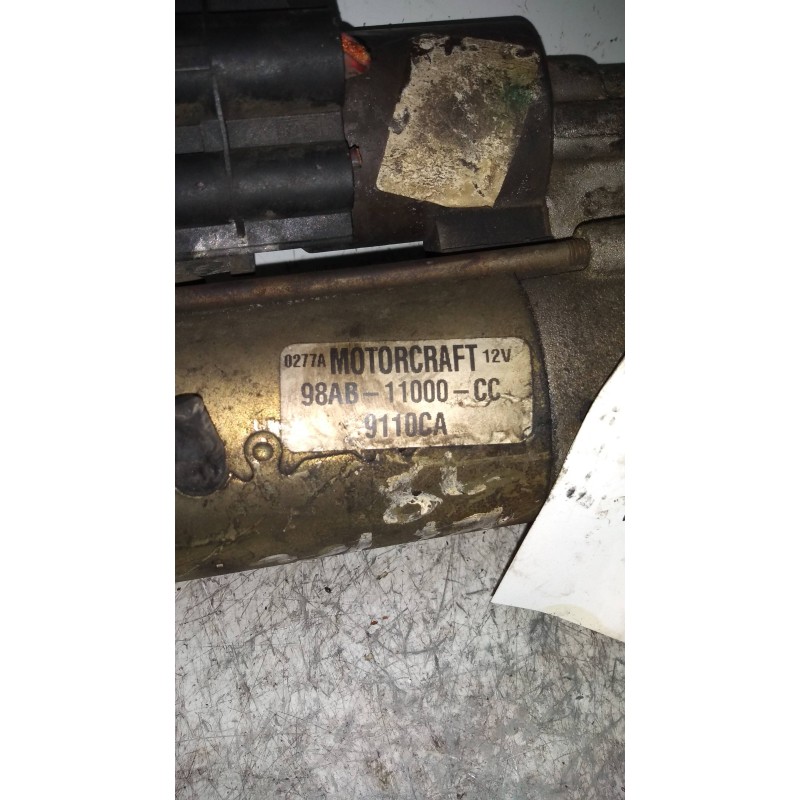 0277A MOTORCRAFT 12V
98AB-11000-CC
9110CA